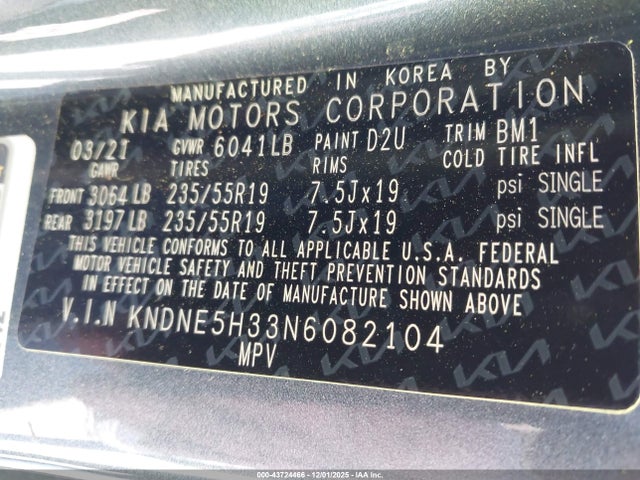 MANUFACTURED IN KOREA BY
KIA MOTORS CORPORATION
03/21 GVWR 6041LB PAINT D2U TRIM BM1
GAWR TIRES RIMS COLD TIRE INFL
FRONT 3064LB 235/55R19 7.5Jx19 psi SINGLE
REAR 3197LB 235/55R19 7.5Jx19 psi SINGLE
THIS VEHICLE CONFORMS TO ALL APPLICABLE U.S.A. FEDERAL
MOTOR VEHICLE SAFETY AND THEFT PREVENTION STANDARDS
IN EFFECT ON THE DATE OF MANUFACTURE SHOWN ABOVE
V.I.N KNDNE5H33N6082104
MPV
000-43724466 - 12/01/2025 - IAA Inc.